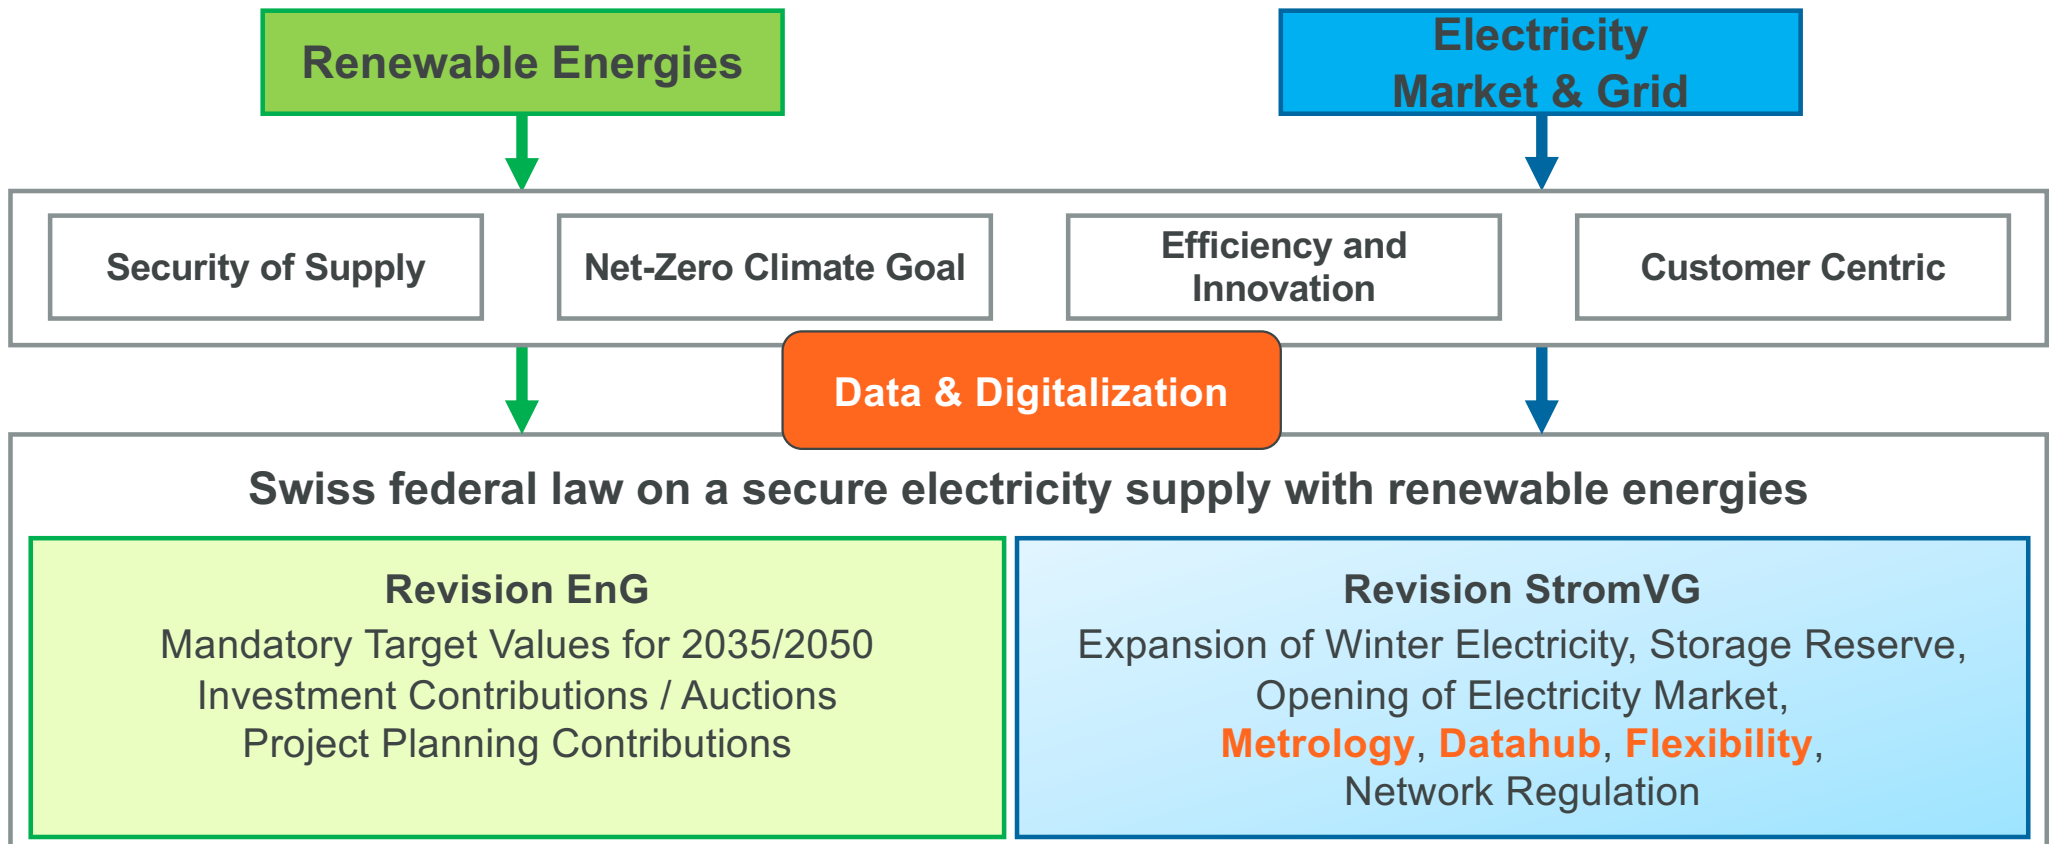 Renewable Energies
Electricity
Market & Grid
Security of Supply
Net-Zero Climate Goal
Efficiency and
Innovation
Customer Centric
Data & Digitalization
Swiss federal law on a secure electricity supply with renewable energies
Revision EnG
Mandatory Target Values for 2035/2050
Investment Contributions / Auctions
Project Planning Contributions
Revision StromVG
Expansion of Winter Electricity, Storage Reserve,
Opening of Electricity Market,
Metrology, Datahub, Flexibility,
Network Regulation